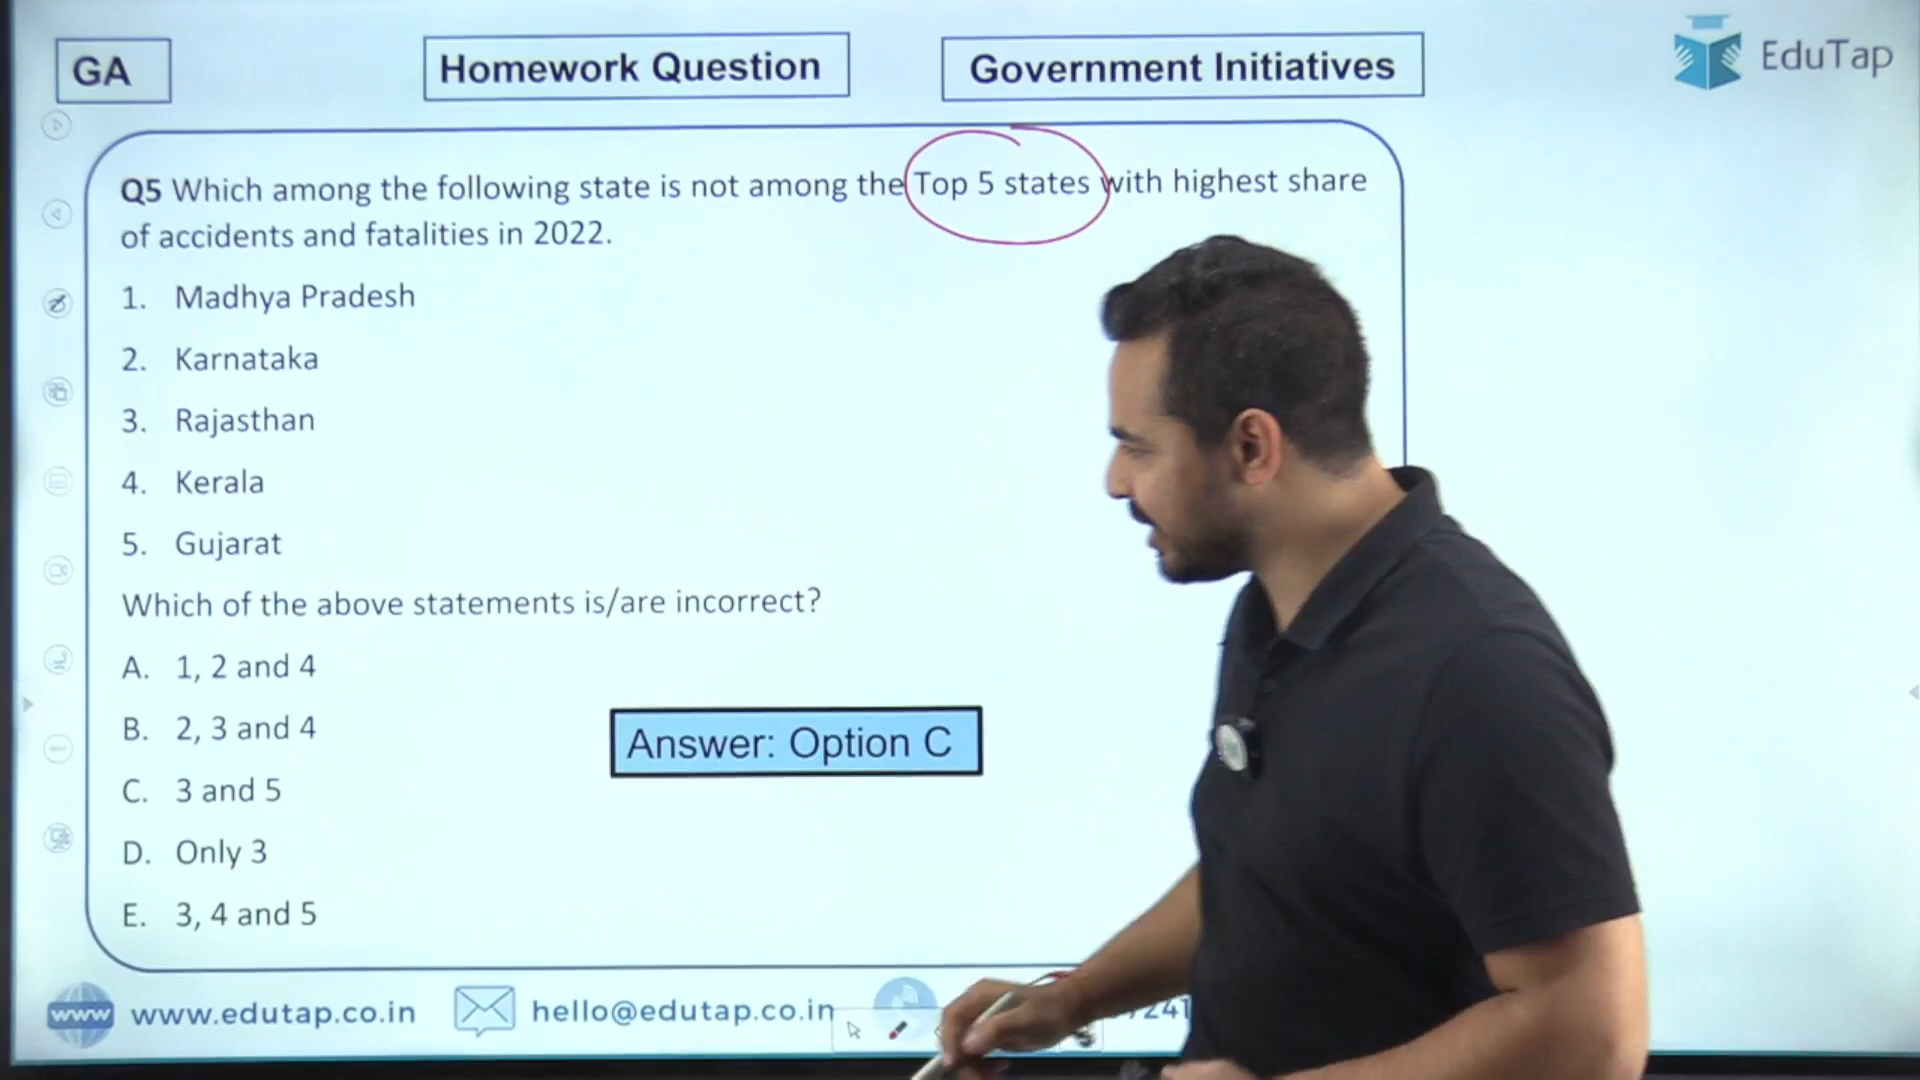 GA
Homework Question
Government Initiatives
EduTap
Q5 Which among the following state is not among the Top 5 states with highest share
of accidents and fatalities in 2022.
1. Madhya Pradesh
2. Karnataka
3. Rajasthan
4. Kerala
5. Gujarat
Which of the above statements is/are incorrect?
A. 1, 2 and 4
B. 2, 3 and 4
Answer: Option C
C. 3 and 5
D. Only 3
E. 3, 4 and 5
www
www.edutap.co.in
hello@edutap.co.in